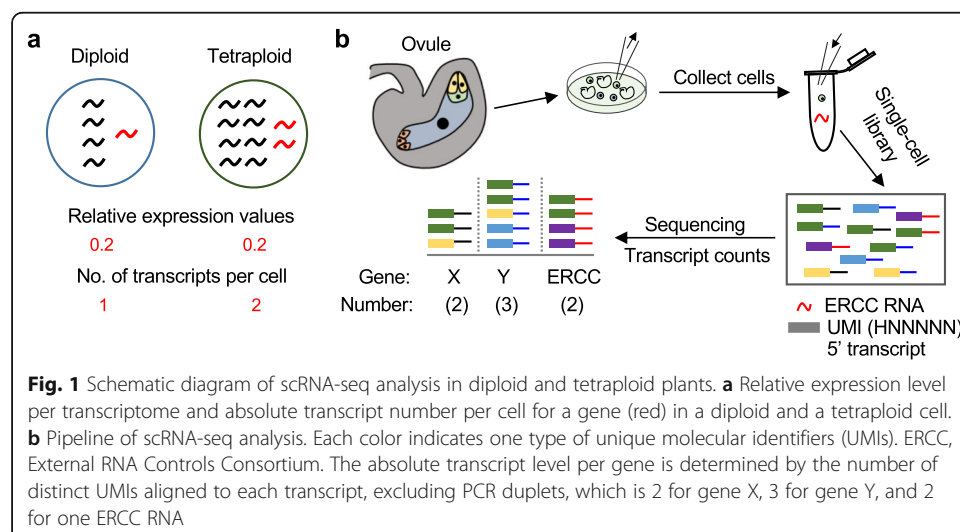 a
Diploid Tetraploid
Relative expression values
0.2 0.2
No. of transcripts per cell
1 2
b
Ovule
Collect cells
Single-cell
library
Sequencing
Transcript counts
Gene: X Y ERCC
Number: (2) (3) (2)
ERCC RNA
UMI (HNNNNN)
5' transcript
Fig. 1 Schematic diagram of scRNA-seq analysis in diploid and tetraploid plants. a Relative expression level
per transcriptome and absolute transcript number per cell for a gene (red) in a diploid and a tetraploid cell.
b Pipeline of scRNA-seq analysis. Each color indicates one type of unique molecular identifiers (UMIs). ERCC,
External RNA Controls Consortium. The absolute transcript level per gene is determined by the number of
distinct UMIs aligned to each transcript, excluding PCR duplets, which is 2 for gene X, 3 for gene Y, and 2
for one ERCC RNA